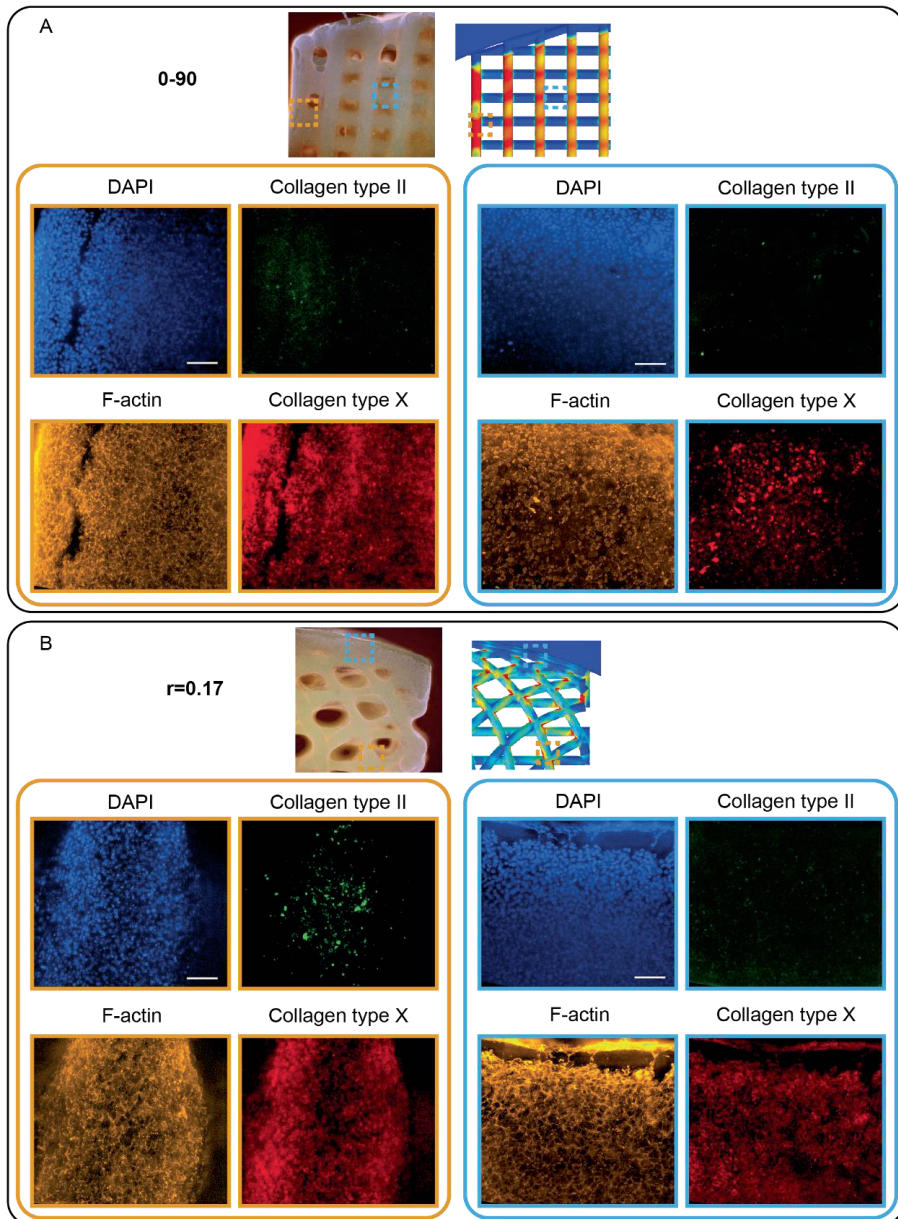 A
0-90
DAPI Collagen type II DAPI Collagen type II
F-actin Collagen type X F-actin Collagen type X
B
r=0.17
DAPI Collagen type II DAPI Collagen type II
F-actin Collagen type X F-actin Collagen type X